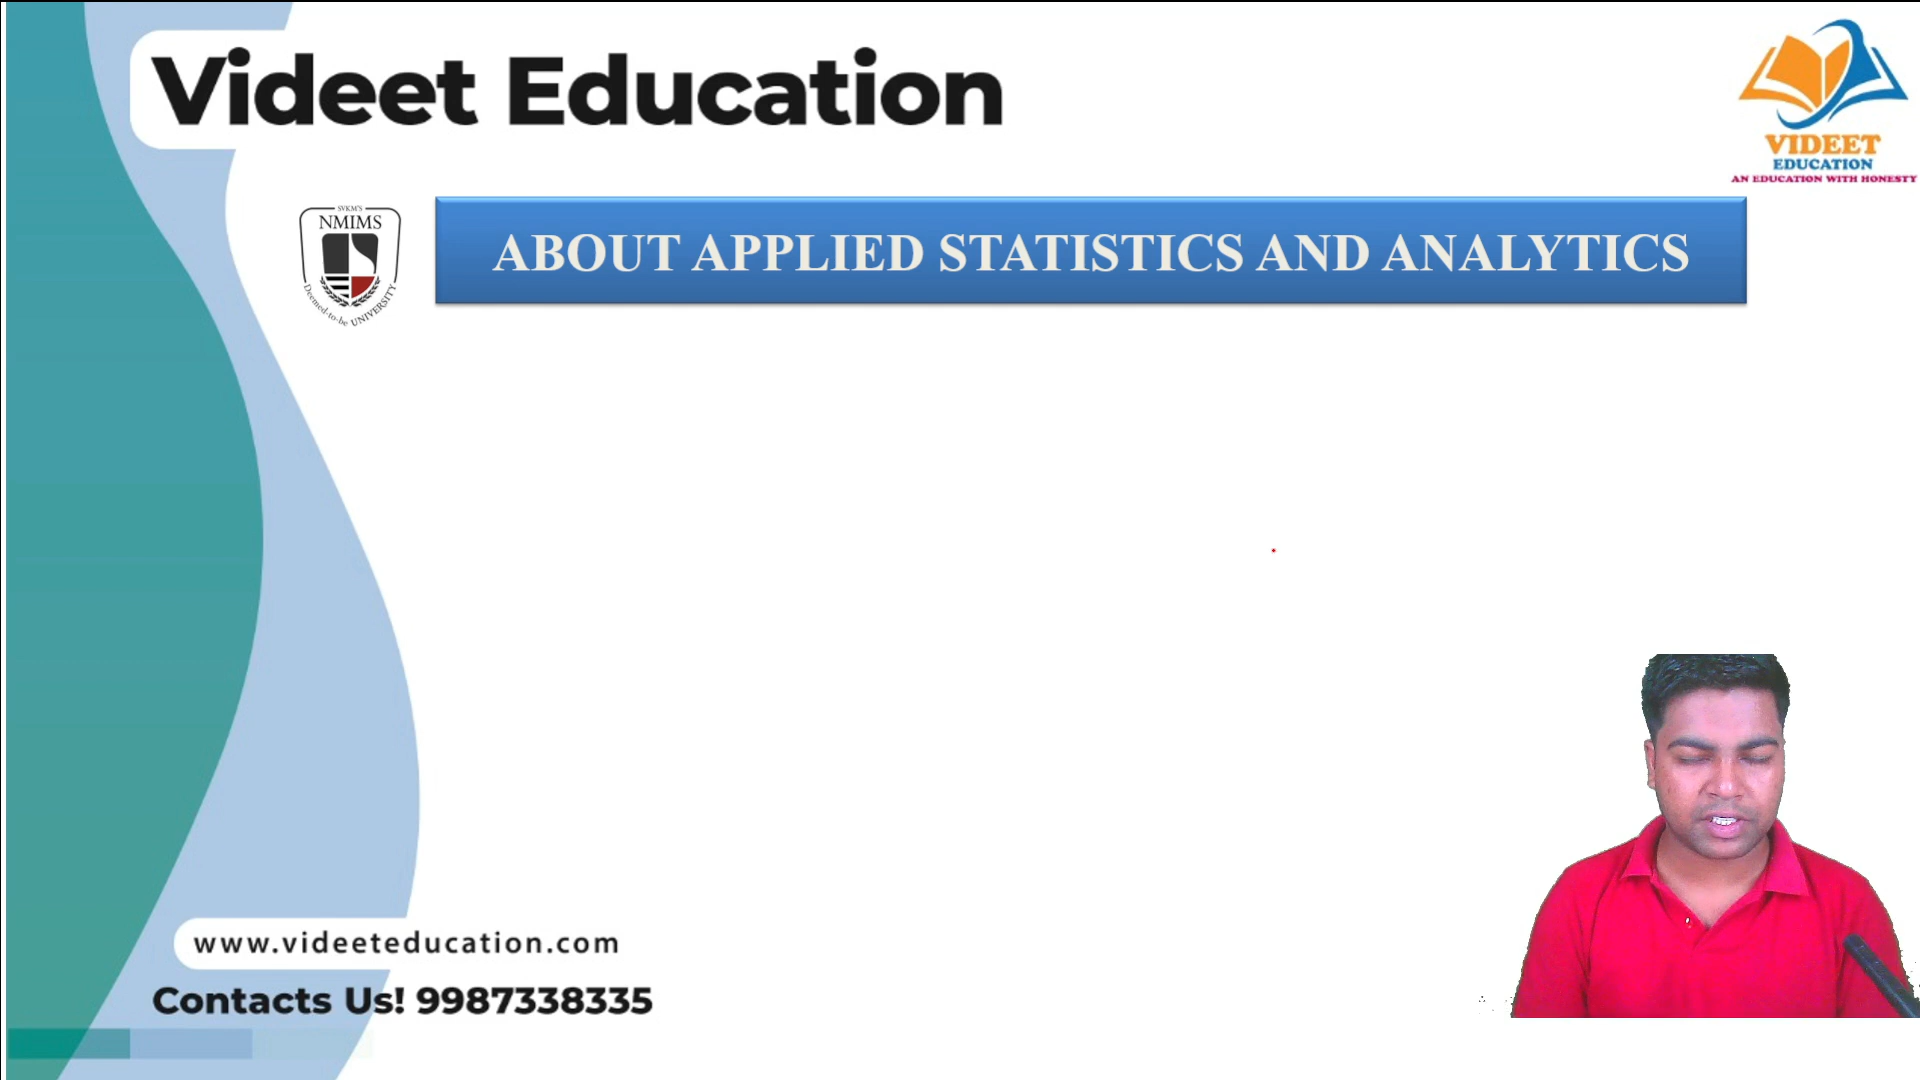 Videet Education
VIDEET
EDUCATION
AN EDUCATION WITH HONESTY
SVKM'S
NMIMS
Deemed-to-be UNIVERSITY
ABOUT APPLIED STATISTICS AND ANALYTICS
www.videeteducation.com
Contacts Us! 9987338335